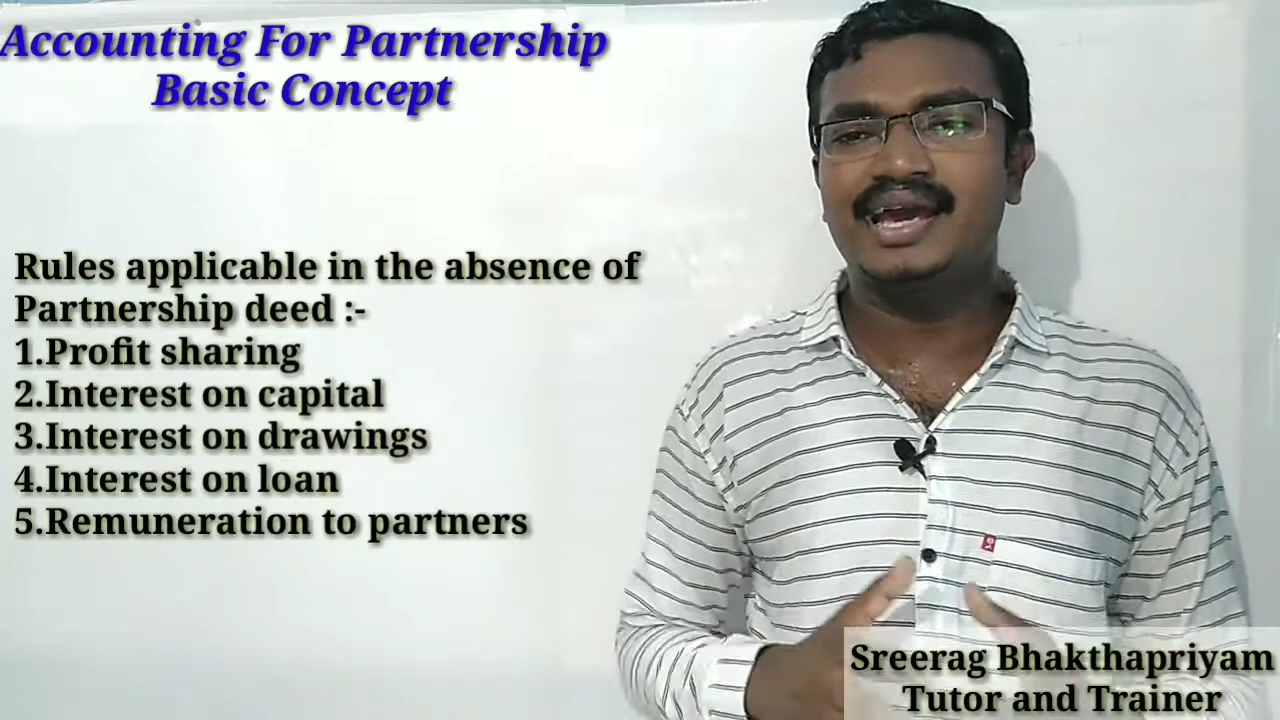 Accounting For Partnership
Basic Concept
Rules applicable in the absence of
Partnership deed :-
1.Profit sharing
2.Interest on capital
3.Interest on drawings
4.Interest on loan
5.Remuneration to partners
Sreerag Bhakthapriyam
Tutor and Trainer